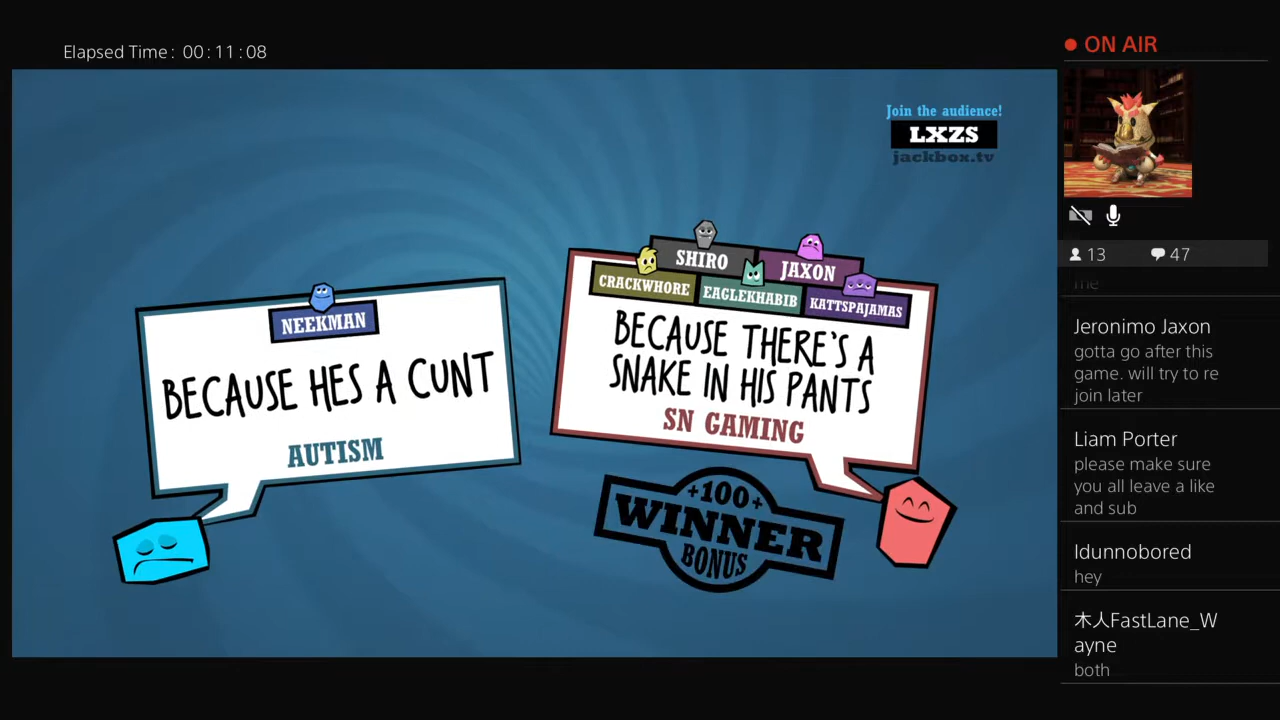 Elapsed Time: 00:11:08
ON AIR
Join the audience!
LXZS
jackbox.tv
13
47
me
NEEKMAN
BECAUSE HES A CUNT
AUTISM
SHIRO
JAXON
CRACKWHORE
EAGLEKHABIB
KATTSPAJAMAS
BECAUSE THERE'S A
SNAKE IN HIS PANTS
SN GAMING
+100+
WINNER
BONUS
Jeronimo Jaxon
gotta go after this
game. will try to re
join later
Liam Porter
please make sure
you all leave a like
and sub
Idunnobored
hey
木人FastLane_W
ayne
both